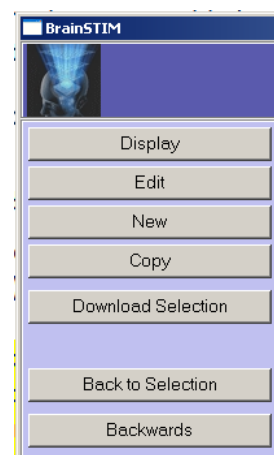 BrainSTIM
Display
Edit
New
Copy
Download Selection
Back to Selection
Backwards